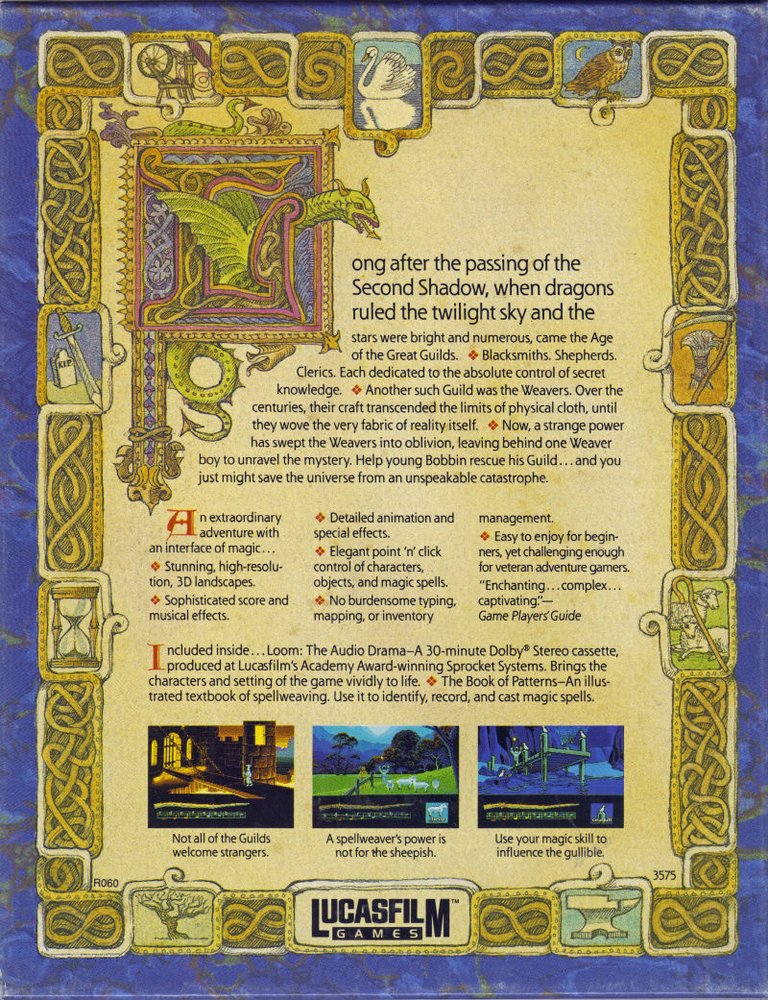 Long after the passing of the
Second Shadow, when dragons
ruled the twilight sky and the
stars were bright and numerous, came the Age
of the Great Guilds. ❖ Blacksmiths. Shepherds.
Clerics. Each dedicated to the absolute control of secret
knowledge. ❖ Another such Guild was the Weavers. Over the
centuries, their craft transcended the limits of physical cloth, until
they wove the very fabric of reality itself. ❖ Now, a strange power
has swept the Weavers into oblivion, leaving behind one Weaver
boy to unravel the mystery. Help young Bobbin rescue his Guild...and you
just might save the universe from an unspeakable catastrophe.
RIP
An extraordinary
adventure with
an interface of magic...
❖ Stunning, high-resolu-
tion, 3D landscapes.
❖ Sophisticated score and
musical effects.
❖ Detailed animation and
special effects.
❖ Elegant point 'n' click
control of characters,
objects, and magic spells.
❖ No burdensome typing,
mapping, or inventory
management.
❖ Easy to enjoy for begin-
ners, yet challenging enough
for veteran adventure gamers.
"Enchanting...complex...
captivating."—
Game Players' Guide
Included inside...Loom: The Audio Drama–A 30-minute Dolby® Stereo cassette,
produced at Lucasfilm's Academy Award-winning Sprocket Systems. Brings the
characters and setting of the game vividly to life. ❖ The Book of Patterns–An illus-
trated textbook of spellweaving. Use it to identify, record, and cast magic spells.
Not all of the Guilds
welcome strangers.
A spellweaver's power is
not for the sheepish.
Use your magic skill to
influence the gullible.
R060
3575
LUCASFILM™
GAMES